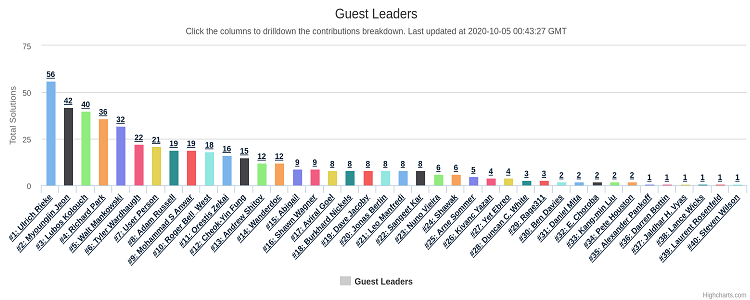 Guest Leaders
Click the columns to drilldown the contributions breakdown. Last updated at 2020-10-05 00:43:27 GMT
Total Solutions
75
50
25
0
56
42
40
36
32
22
21
19
19
18
16
15
12
12
9
9
8
8
8
8
8
8
6
6
5
4
4
3
3
2
2
2
2
2
1
1
1
1
1
1
#1: Ulrich Rieke
#2: Myoungjin Jeon
#3: Lubos Kolouch
#4: Richard Park
#5: Walt Mankowski
#6: Tyler Wardhaugh
#7: User Person
#8: Adam Russell
#9: Mohammad S Anwar
#10: Roger Bell_West
#11: Orestis Zekai
#12: Chook-Yin Fung
#13: Andrew Shitov
#14: Wanderdoc
#15: Abigail
#16: Shawn Wagner
#17: Aviral Goel
#18: Burkhard Nickels
#19: Dave Jacoby
#20: Jonas Berlin
#21: Leo Manfredi
#22: Sangeet Kar
#23: Nuno Vieira
#24: Shawak
#25: Arne Sommer
#26: Kivanc Yazan
#27: Yet Ebreo
#28: Duncan C. White
#29: Rage311
#30: Ben Davies
#31: Daniel Mita
#32: E. Choroba
#33: Kang-min Liu
#34: Pete Houston
#35: Alexander Pankoff
#36: Darren Bottin
#37: Jaldhar H. Vyas
#38: Lance Wicks
#39: Laurent Rosenfeld
#40: Steven Wilson
Guest Leaders
Highcharts.com